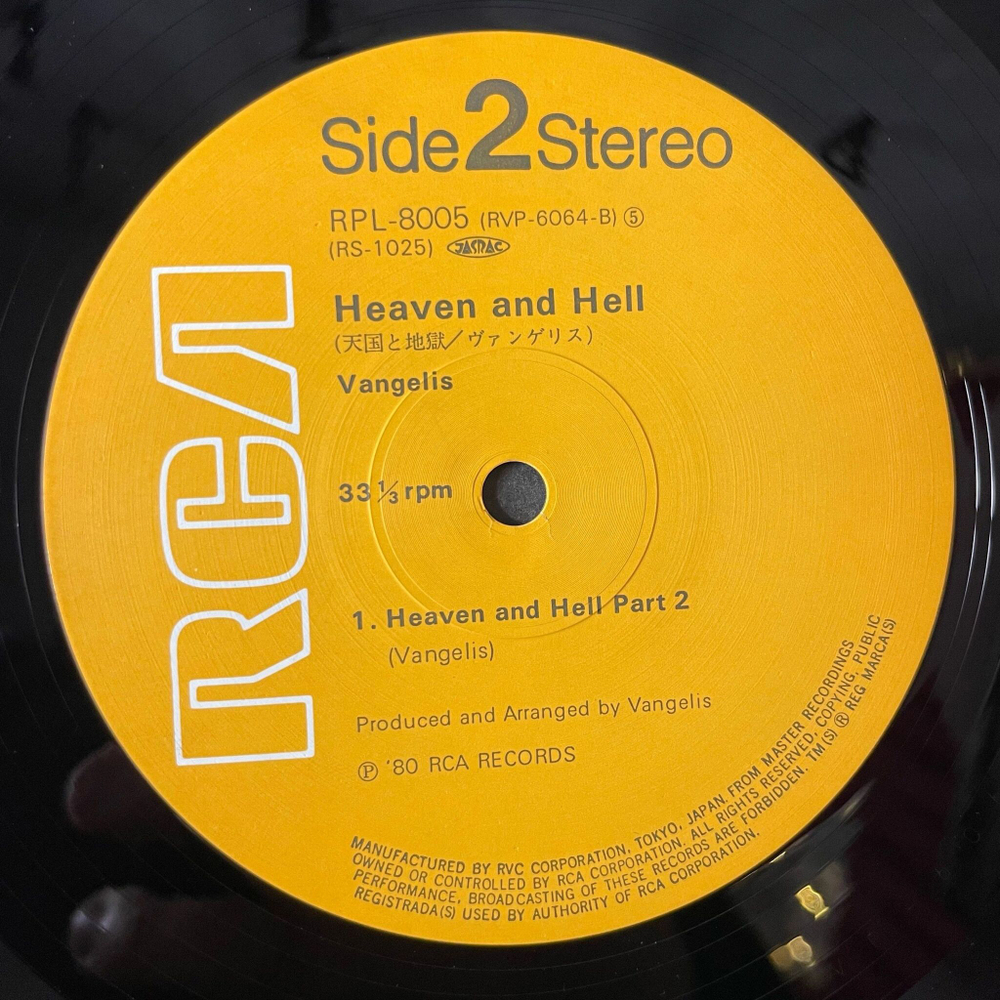 Side 2 Stereo
RPL-8005 (RVP-6064-B) ⑤
(RS-1025) JASRAC
Heaven and Hell
(天国と地獄／ヴァンゲリス)
Vangelis
33 1/3 rpm
1. Heaven and Hell Part 2
(Vangelis)
Produced and Arranged by Vangelis
Ⓟ '80 RCA RECORDS
RCA
MANUFACTURED BY RVC CORPORATION, TOKYO, JAPAN. FROM MASTER RECORDINGS
OWNED OR CONTROLLED BY RCA CORPORATION. ALL RIGHTS RESERVED, COPYING, PUBLIC
PERFORMANCE, BROADCASTING OF THESE RECORDS ARE FORBIDDEN. TM(S) ® REG MARCA(S)
REGISTRADA(S) USED BY AUTHORITY OF RCA CORPORATION.